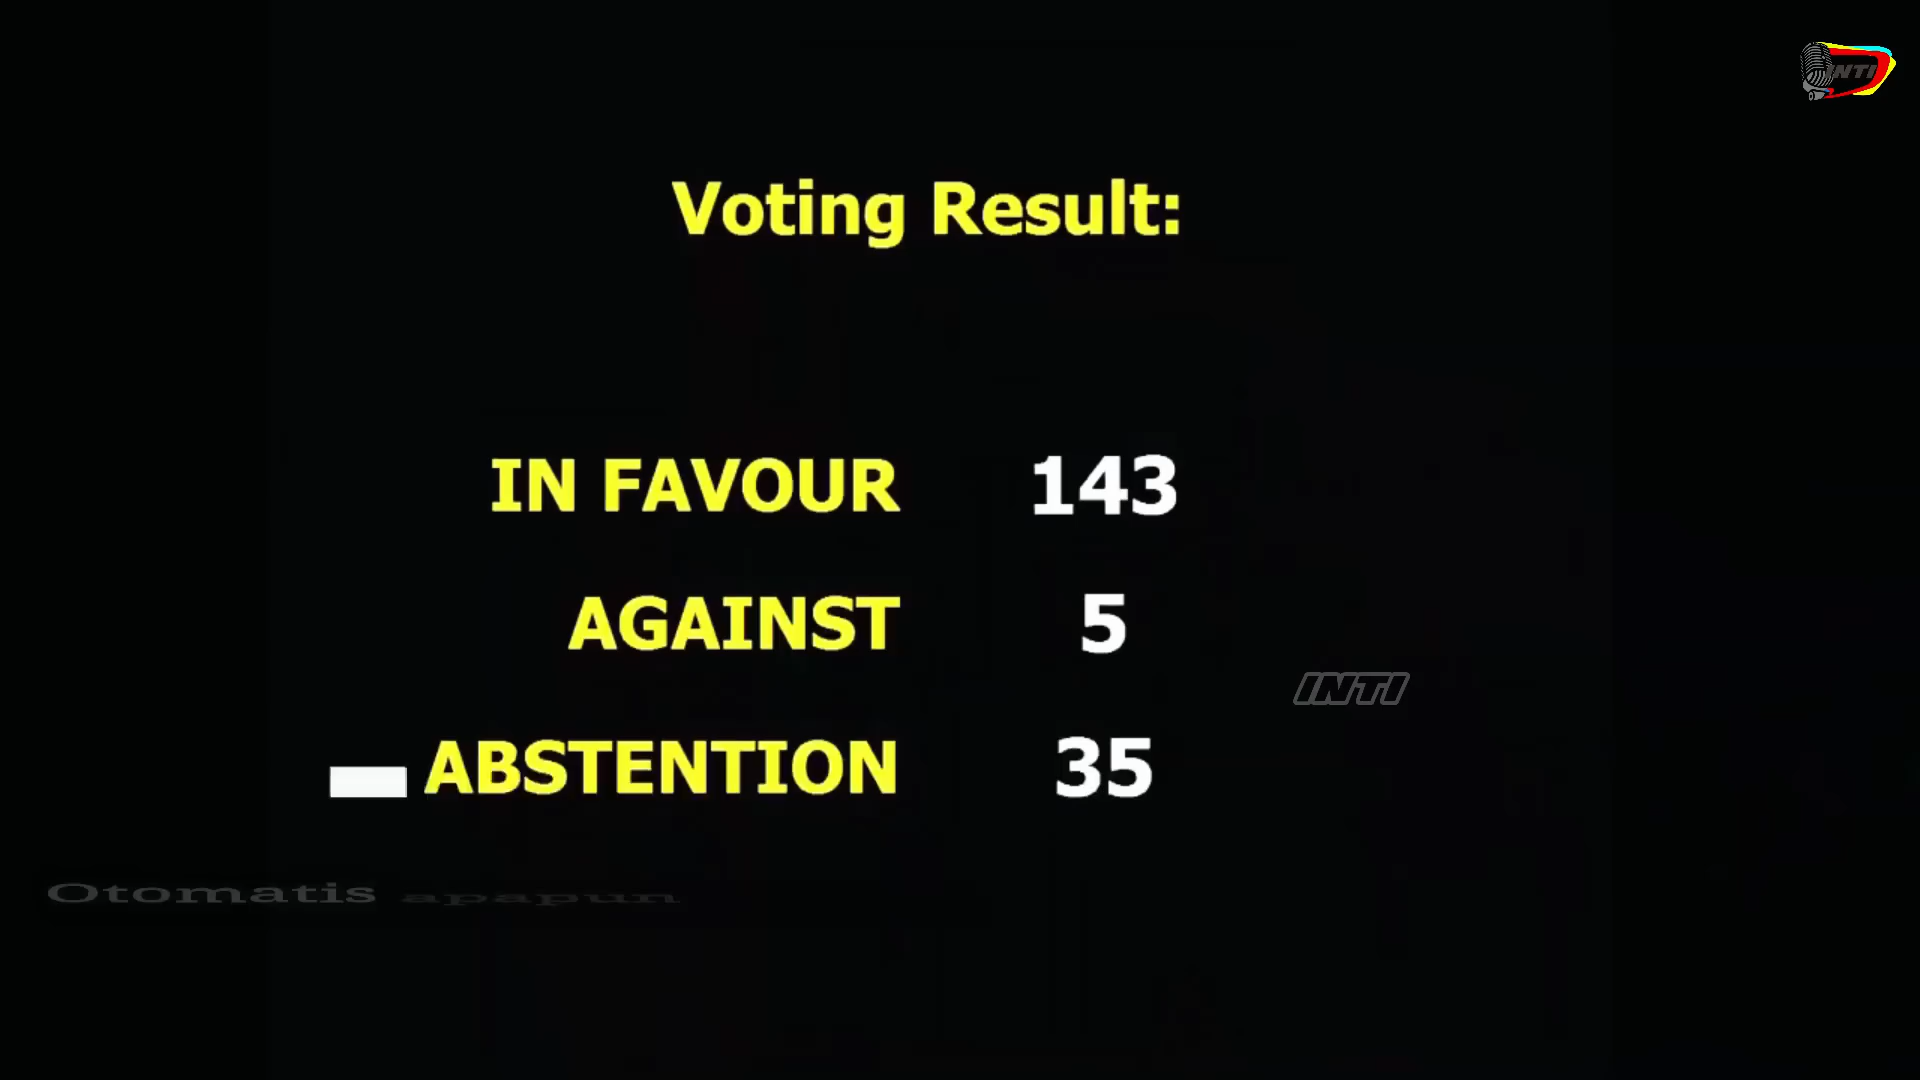 INTI
Voting Result:
IN FAVOUR 143
AGAINST 5
INTI
ABSTENTION 35
Otomatis apapun